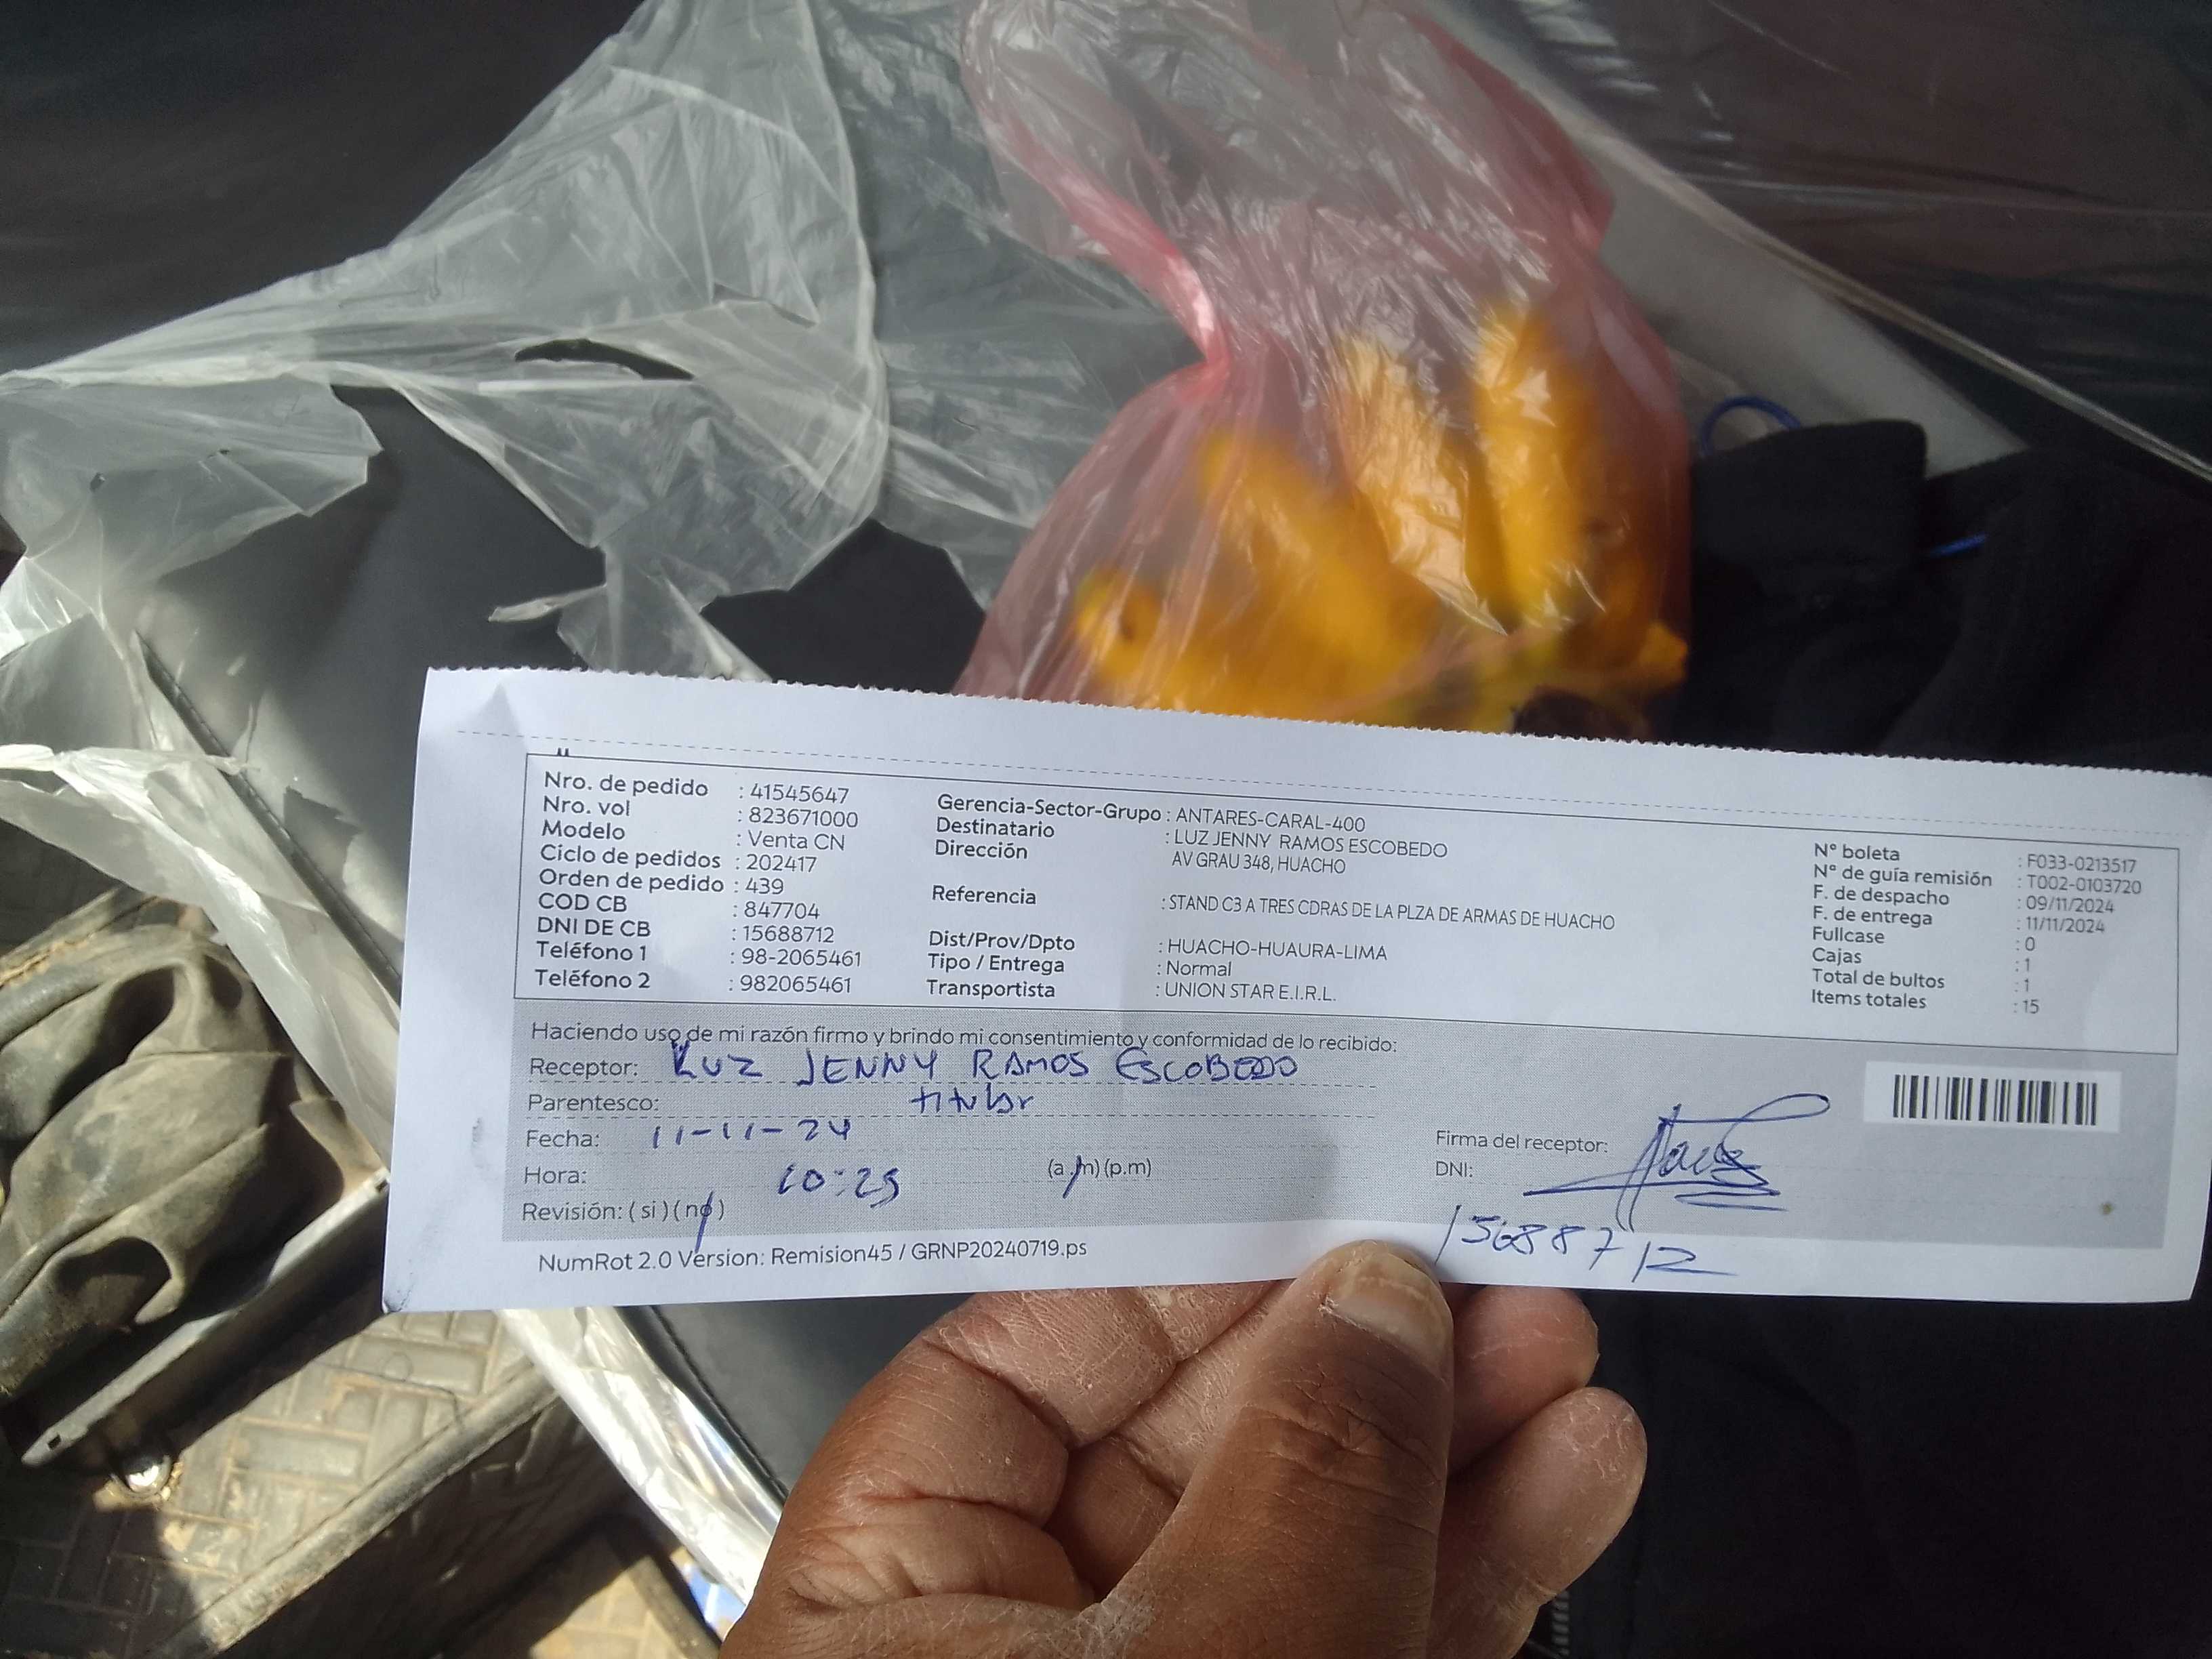 Nro. de pedido : 41545647
Nro. vol : 823671000
Modelo : Venta CN
Ciclo de pedidos : 202417
Orden de pedido : 439
COD CB : 847704
DNI DE CB : 15688712
Teléfono 1 : 98-2065461
Teléfono 2 : 982065461
Gerencia-Sector-Grupo : ANTARES-CARAL-400
Destinatario : LUZ JENNY RAMOS ESCOBEDO
Dirección AV GRAU 348, HUACHO
Referencia : STAND C3 A TRES CDRAS DE LA PLZA DE ARMAS DE HUACHO
Dist/Prov/Dpto : HUACHO-HUAURA-LIMA
Tipo / Entrega : Normal
Transportista : UNION STAR E.I.R.L.
N° boleta : F033-0213517
N° de guía remisión : T002-0103720
F. de despacho : 09/11/2024
F. de entrega : 11/11/2024
Fullcase : 0
Cajas : 1
Total de bultos : 1
Items totales : 15
Haciendo uso de mi razón firmo y brindo mi consentimiento y conformidad de lo recibido:
Receptor: LUZ JENNY RAMOS ESCOBEDO
Parentesco: titular
Fecha: 11-11-24
Hora: 10:25 (a.m) (p.m)
Revisión: ( si ) ( no )
Firma del receptor:
DNI: 15688712
NumRot 2.0 Version: Remision45 / GRNP20240719.ps